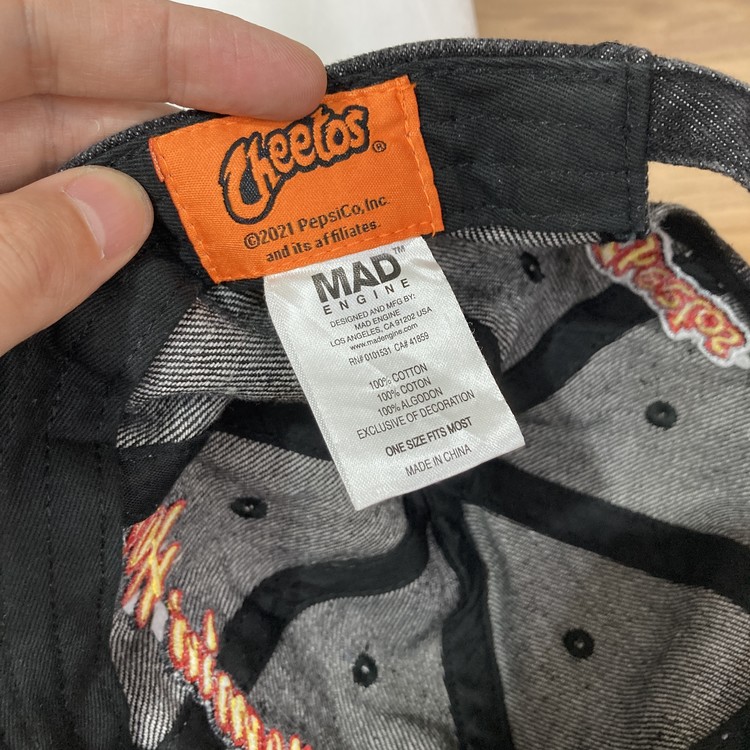 Cheetos®
©2021 PepsiCo, Inc.
and its affiliates.
MAD™
ENGINE
DESIGNED AND MFG BY:
MAD ENGINE
LOS ANGELES, CA 91202 USA
www.madengine.com
RN# 0101531 CA# 41859
100% COTTON
100% COTON
100% ALGODON
EXCLUSIVE OF DECORATION
ONE SIZE FITS MOST
MADE IN CHINA